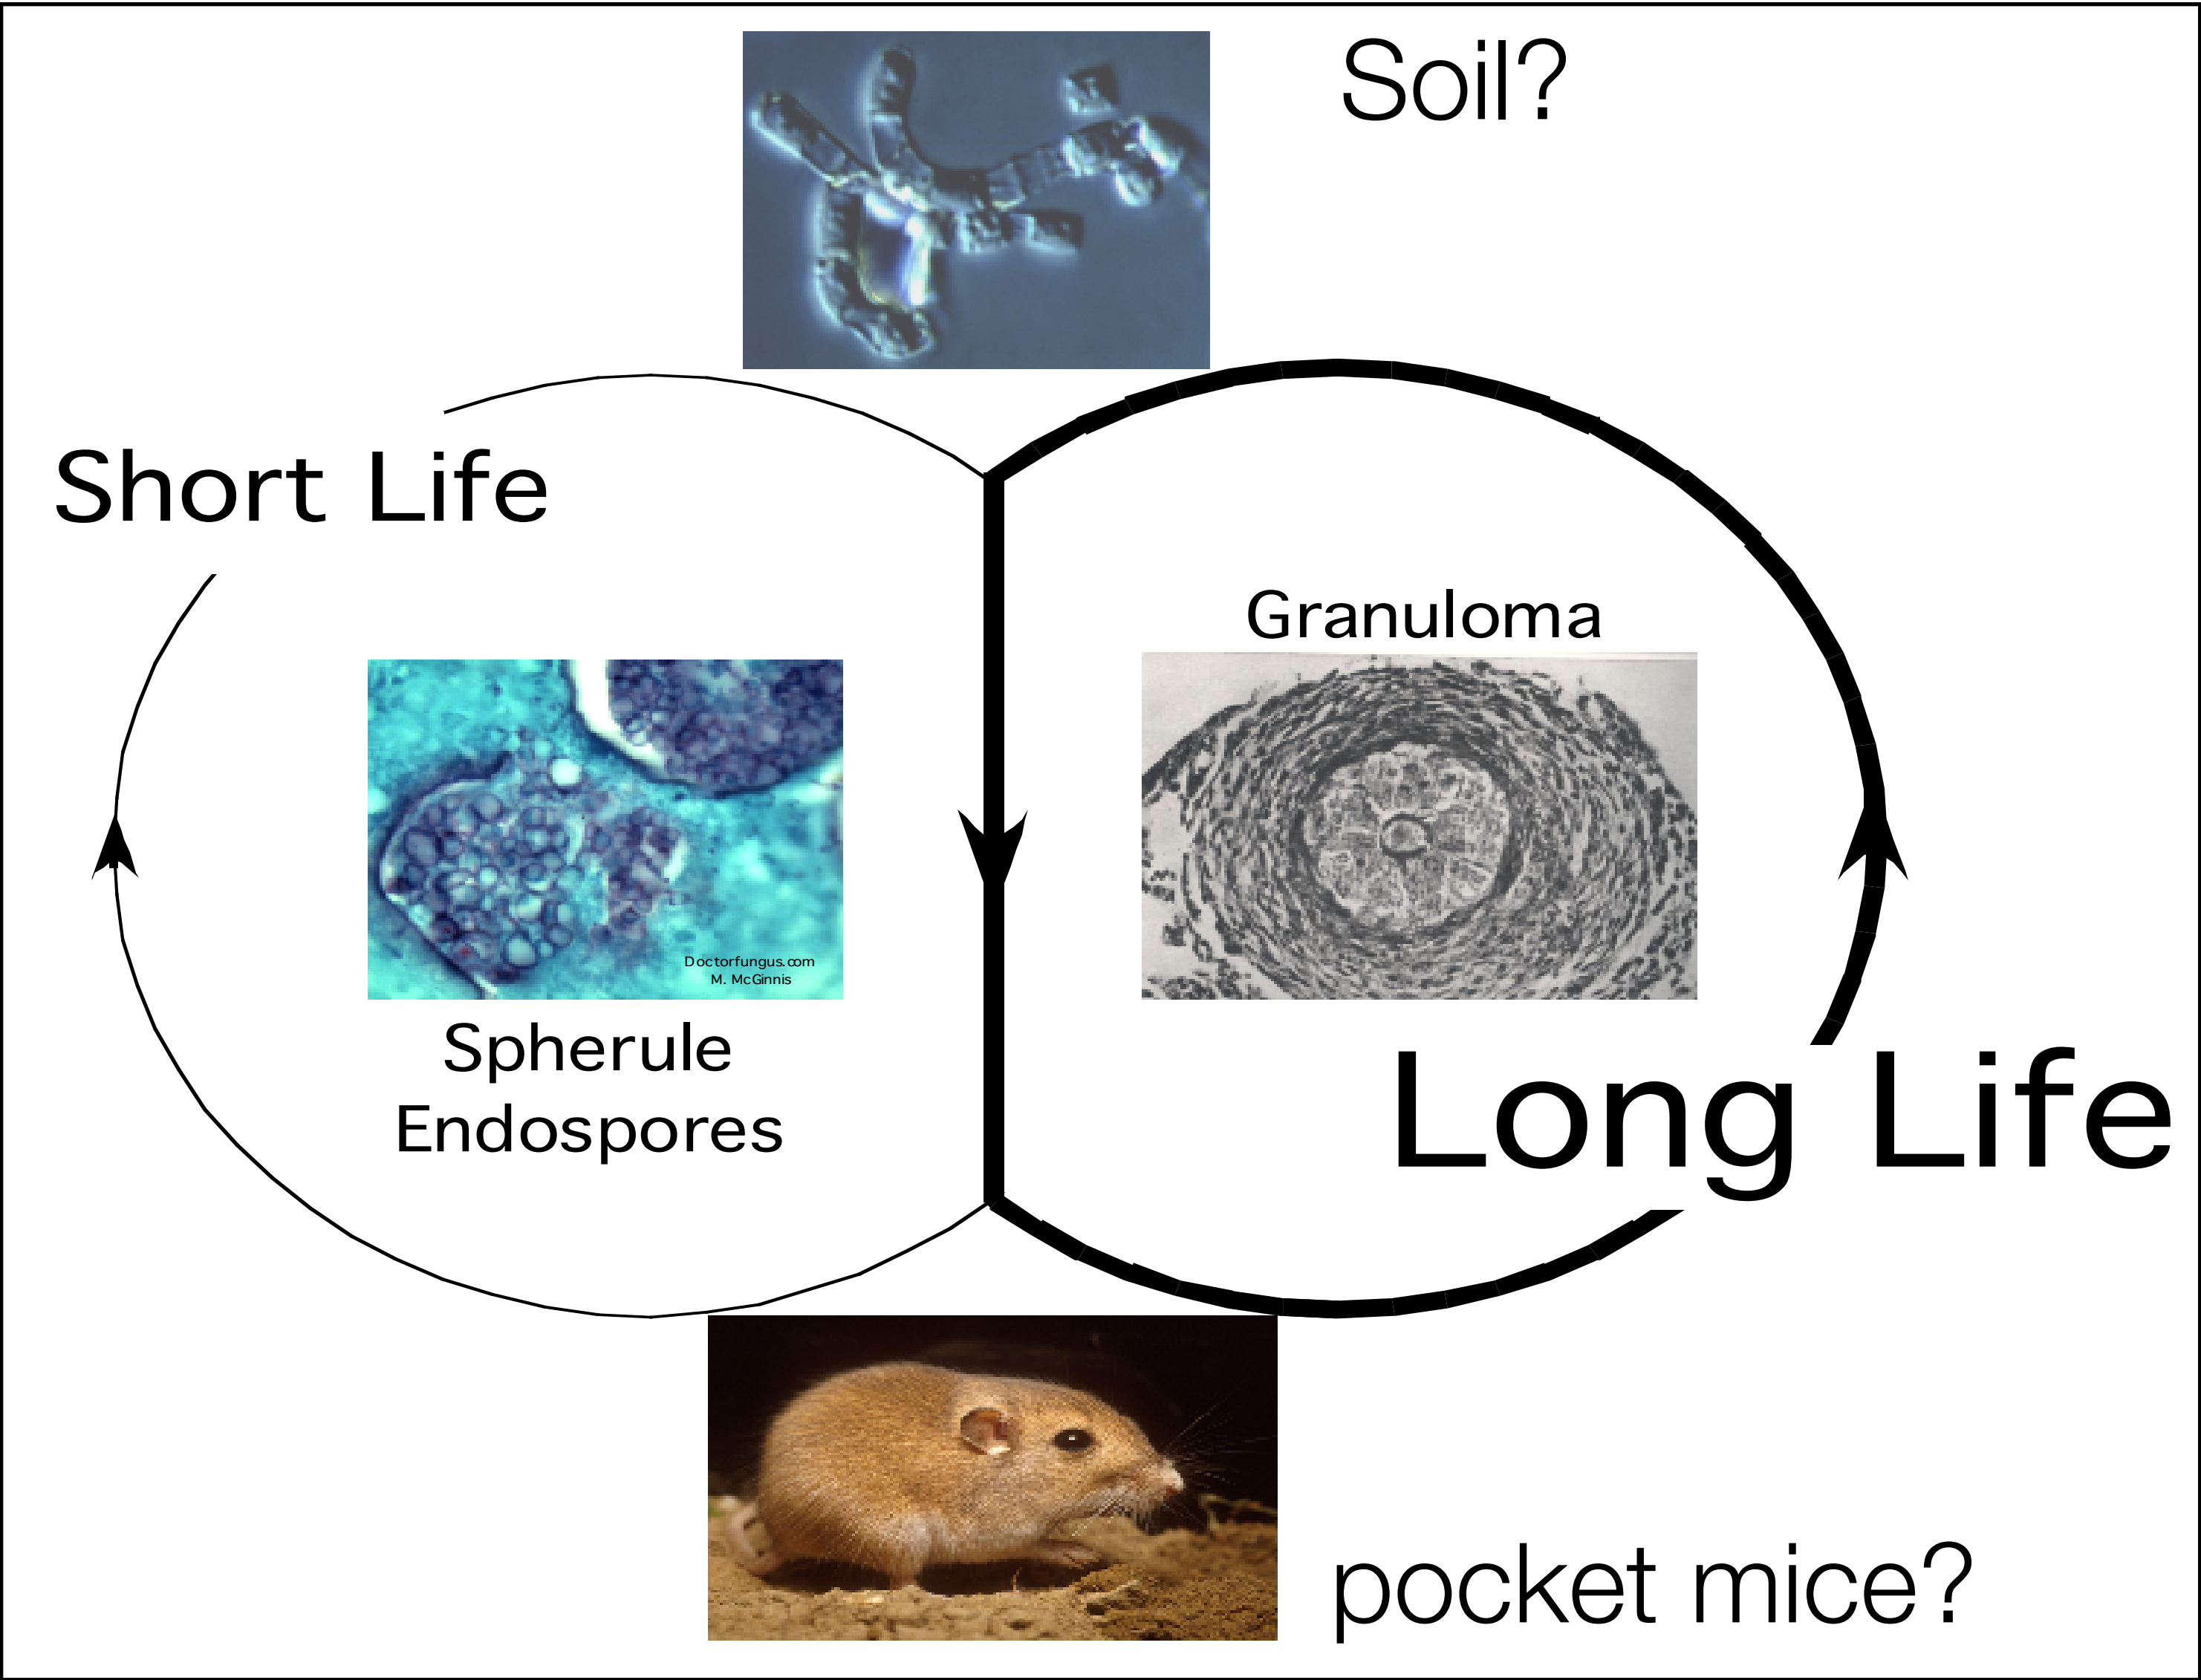 Soil?
Short Life
Granuloma
Doctorfungus.com
M. McGinnis
Spherule
Endospores
Long Life
pocket mice?